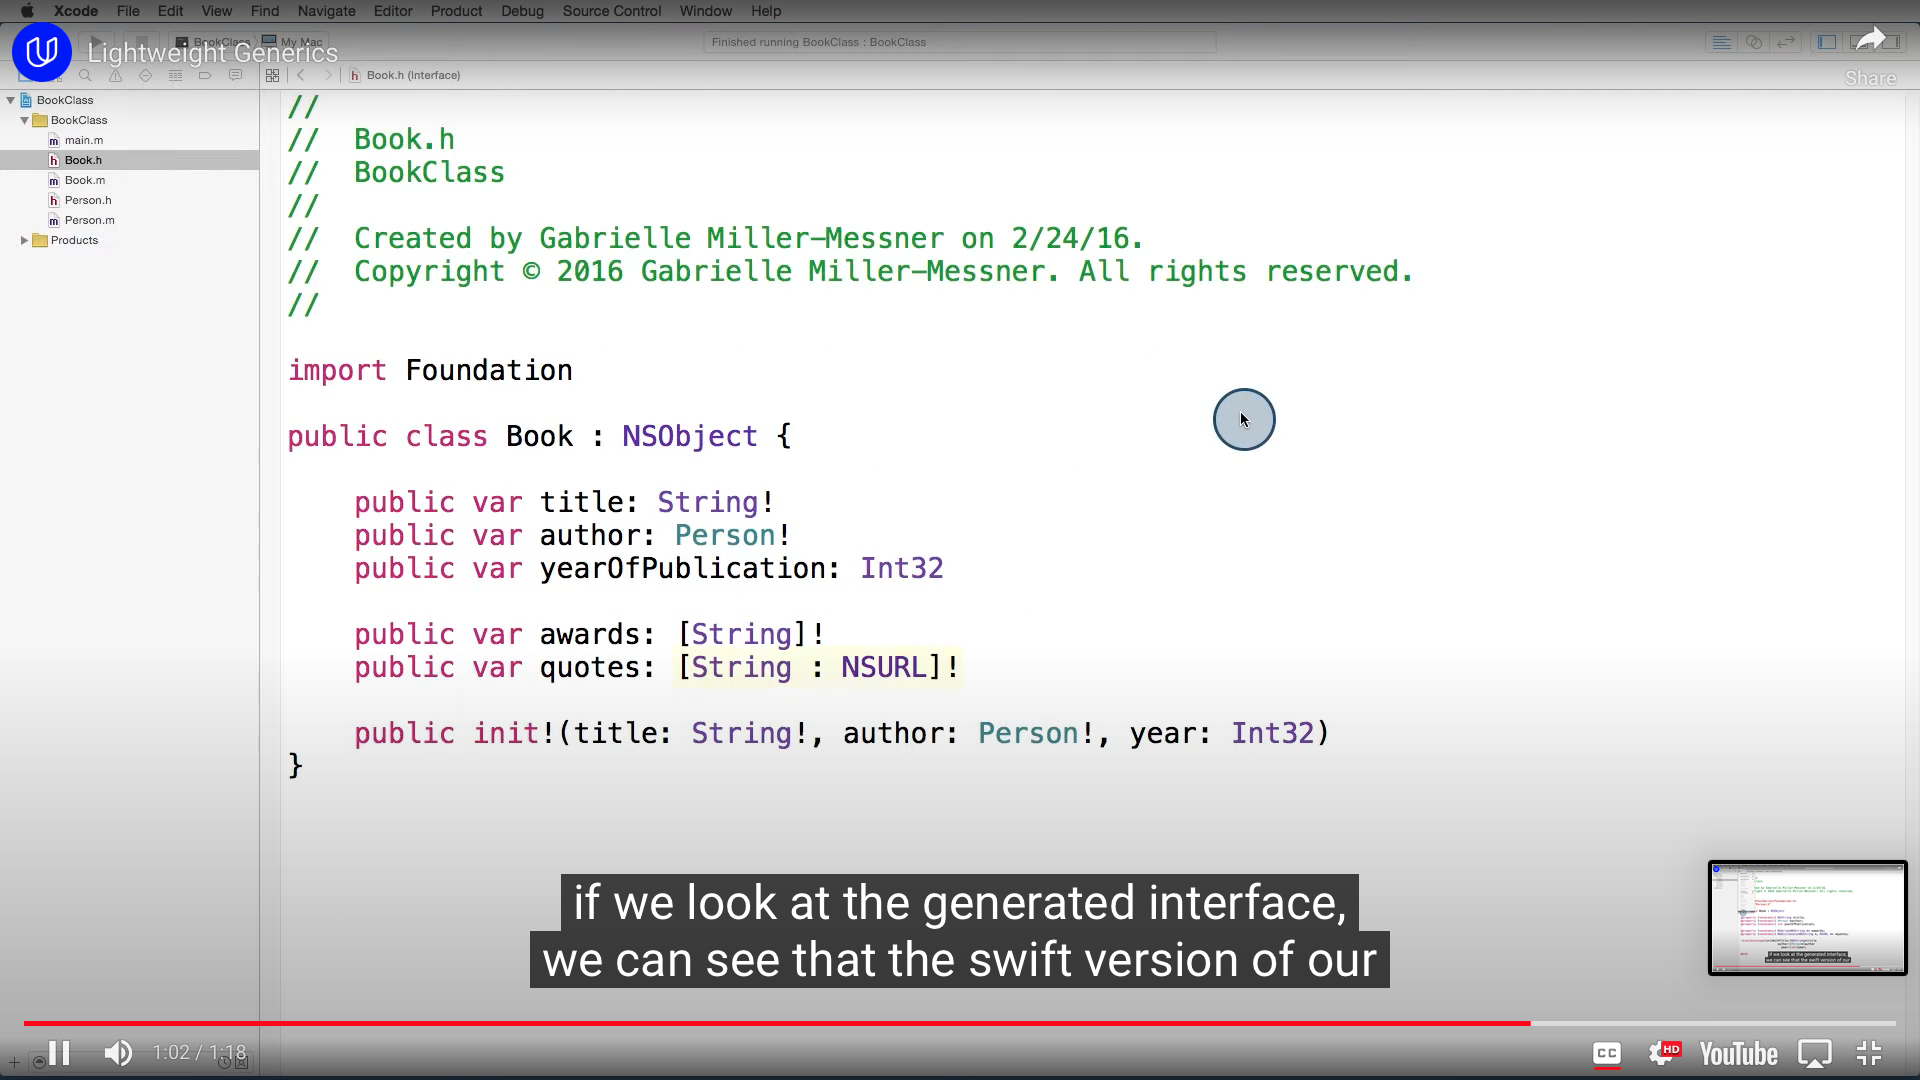 Xcode File Edit View Find Navigate Editor Product Debug Source Control Window Help
Lightweight Generics
BookClass My Mac
Finished running BookClass : BookClass
Share
Book.h (Interface)
BookClass
BookClass
main.m
Book.h
Book.m
Person.h
Person.m
Products
//
// Book.h
// BookClass
//
// Created by Gabrielle Miller-Messner on 2/24/16.
// Copyright © 2016 Gabrielle Miller-Messner. All rights reserved.
//
import Foundation
public class Book : NSObject {
public var title: String!
public var author: Person!
public var yearOfPublication: Int32
public var awards: [String]!
public var quotes: [String : NSURL]!
public init!(title: String!, author: Person!, year: Int32)
}
if we look at the generated interface,
we can see that the swift version of our
1:02 / 1:18
CC HD YouTube